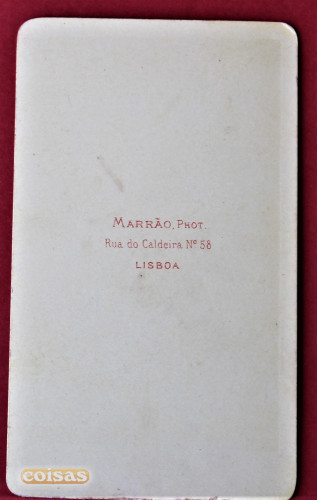 MARRÃO, PHOT.
Rua do Caldeira Nº 58
LISBOA
coisas